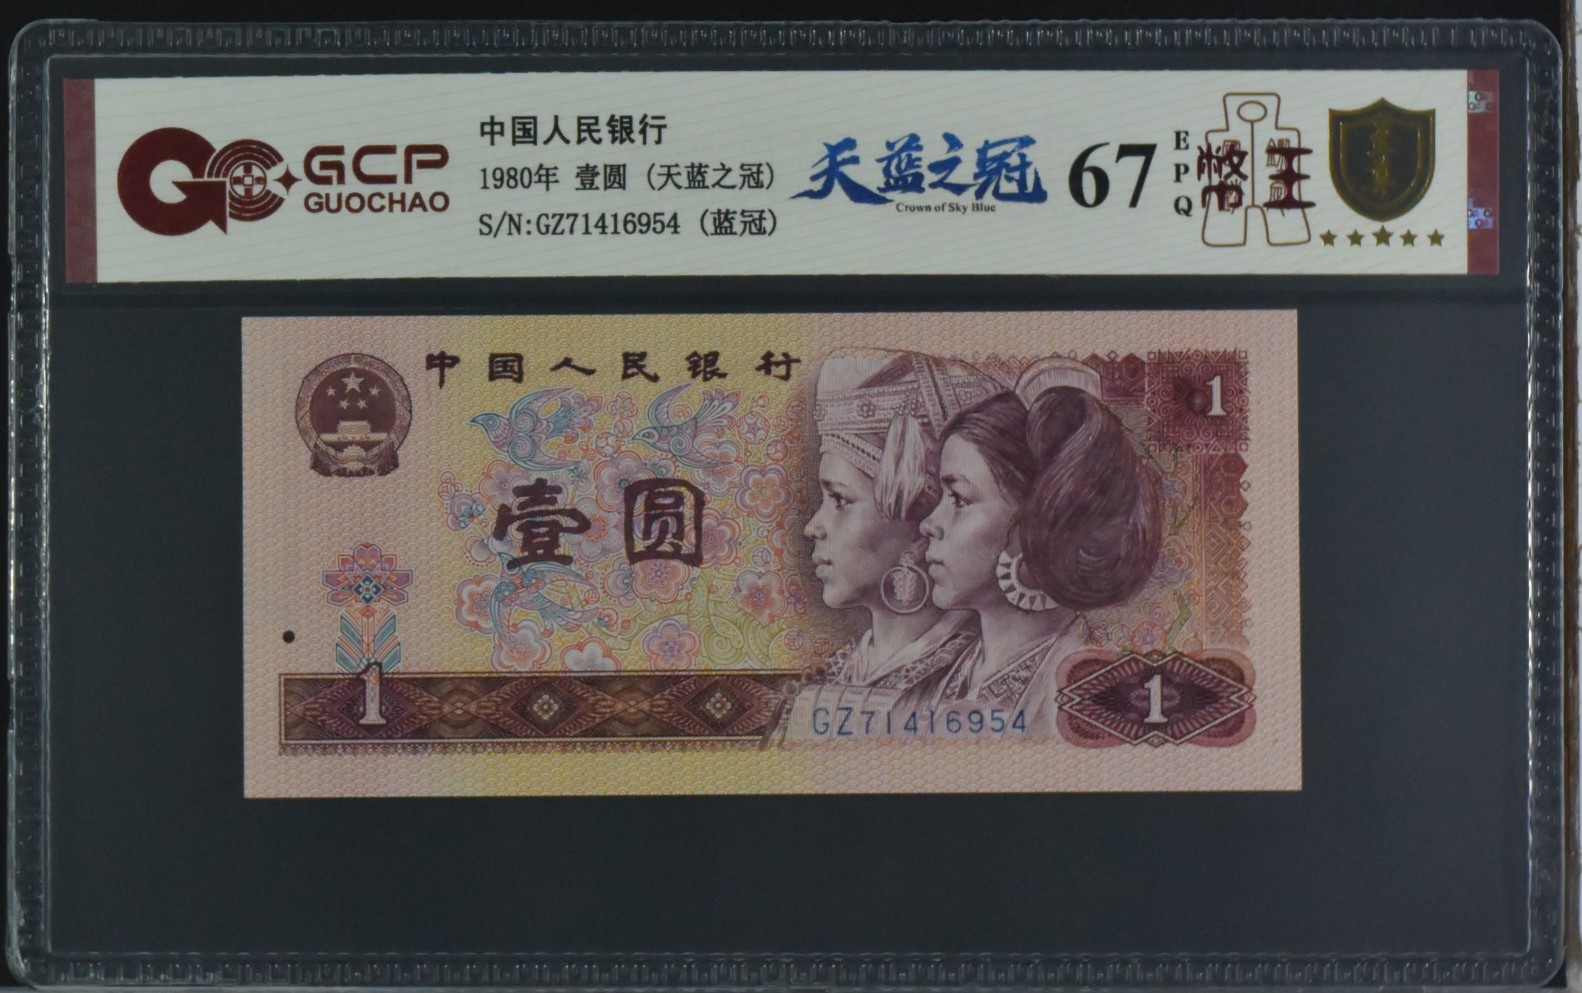 GCP
GUOCHAO
中国人民银行
1980年 壹圆 (天蓝之冠)
S/N:GZ71416954 (蓝冠)
天蓝之冠
Crown of Sky Blue
67
EPQ
中国人民银行
1
壹圆
1
GZ71416954
1